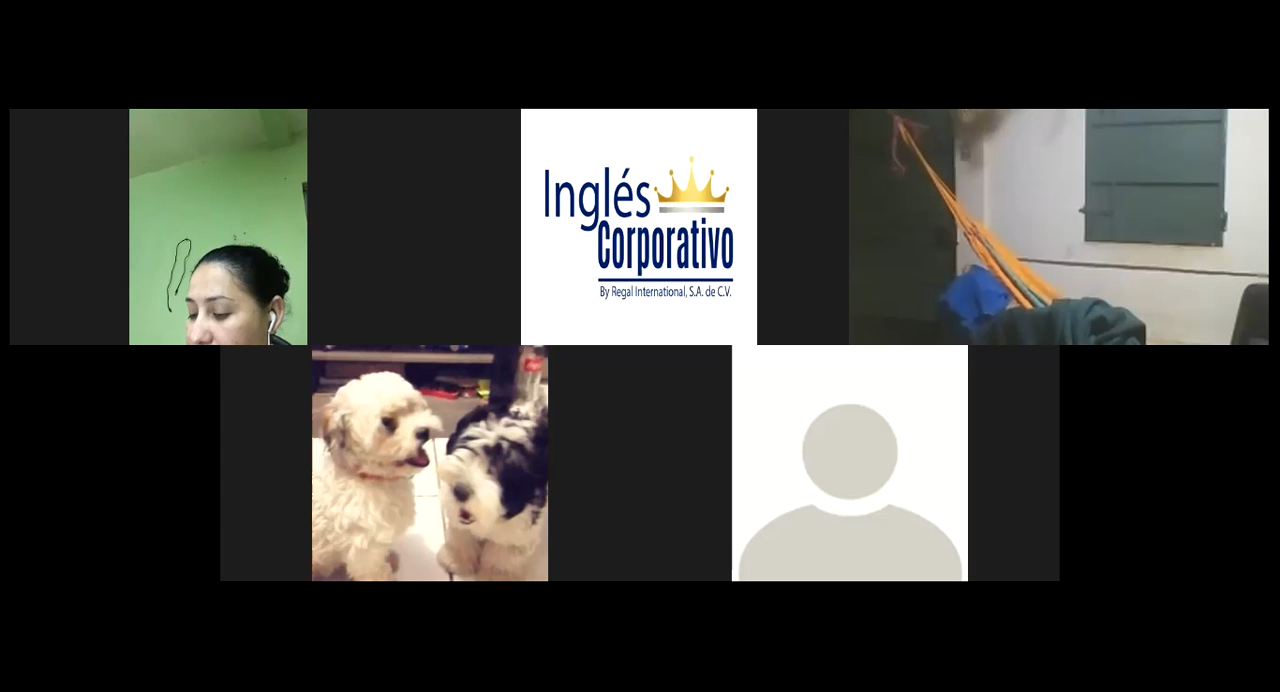 Inglés
Corporativo
By Regal International, S.A. de C.V.